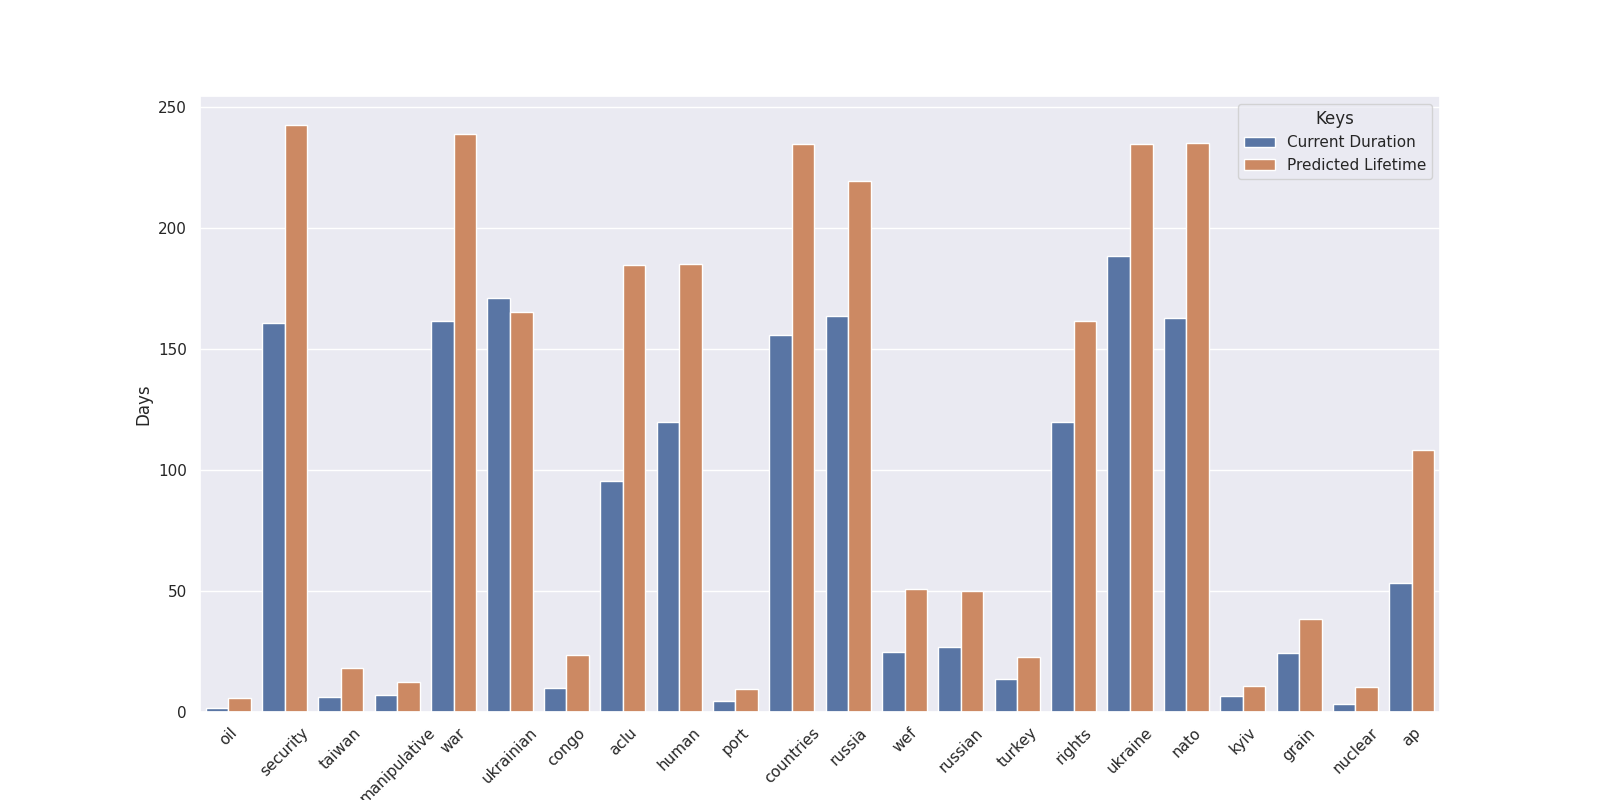 Keys
Current Duration
Predicted Lifetime
Days
250
200
150
100
50
0
oil
security
taiwan
manipulative
war
ukrainian
congo
aclu
human
port
countries
russia
wef
russian
turkey
rights
ukraine
nato
kyiv
grain
nuclear
ap